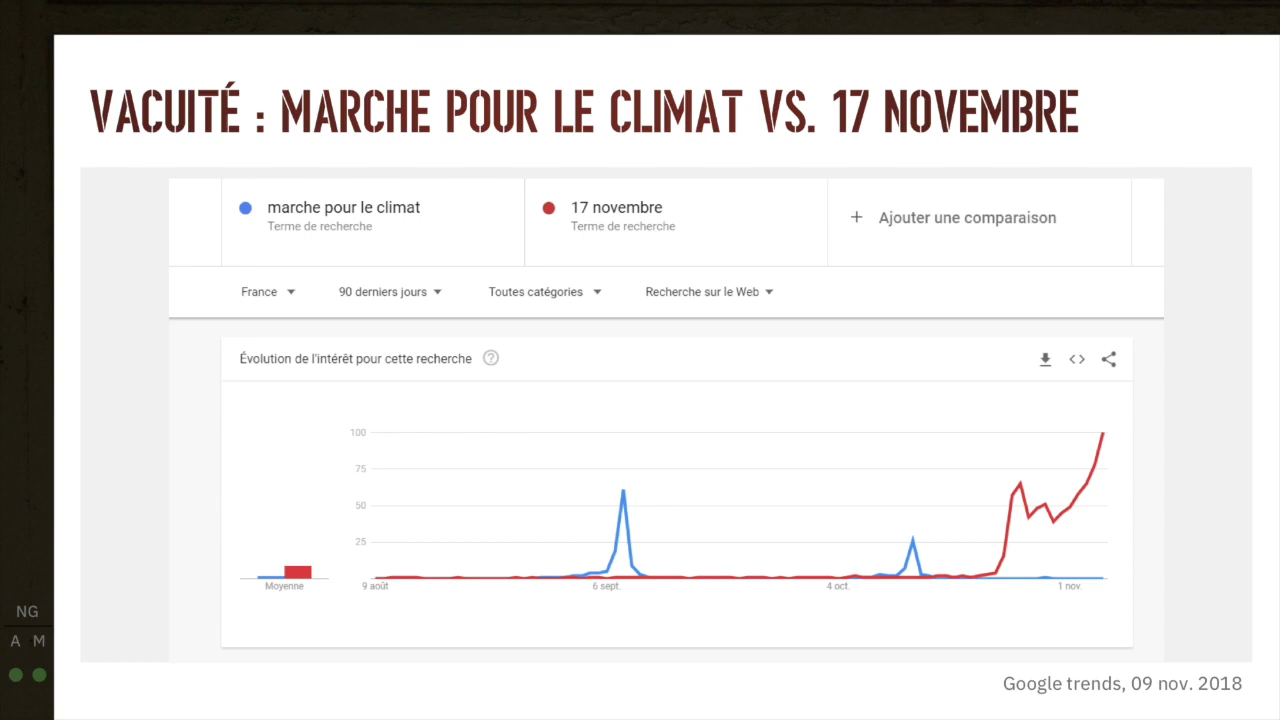 VACUITÉ : MARCHE POUR LE CLIMAT VS. 17 NOVEMBRE
marche pour le climat
Terme de recherche
17 novembre
Terme de recherche
+ Ajouter une comparaison
France
90 derniers jours
Toutes catégories
Recherche sur le Web
Évolution de l'intérêt pour cette recherche ?
100
75
50
25
Moyenne
9 août
6 sept.
4 oct.
1 nov.
NG
A M
Google trends, 09 nov. 2018